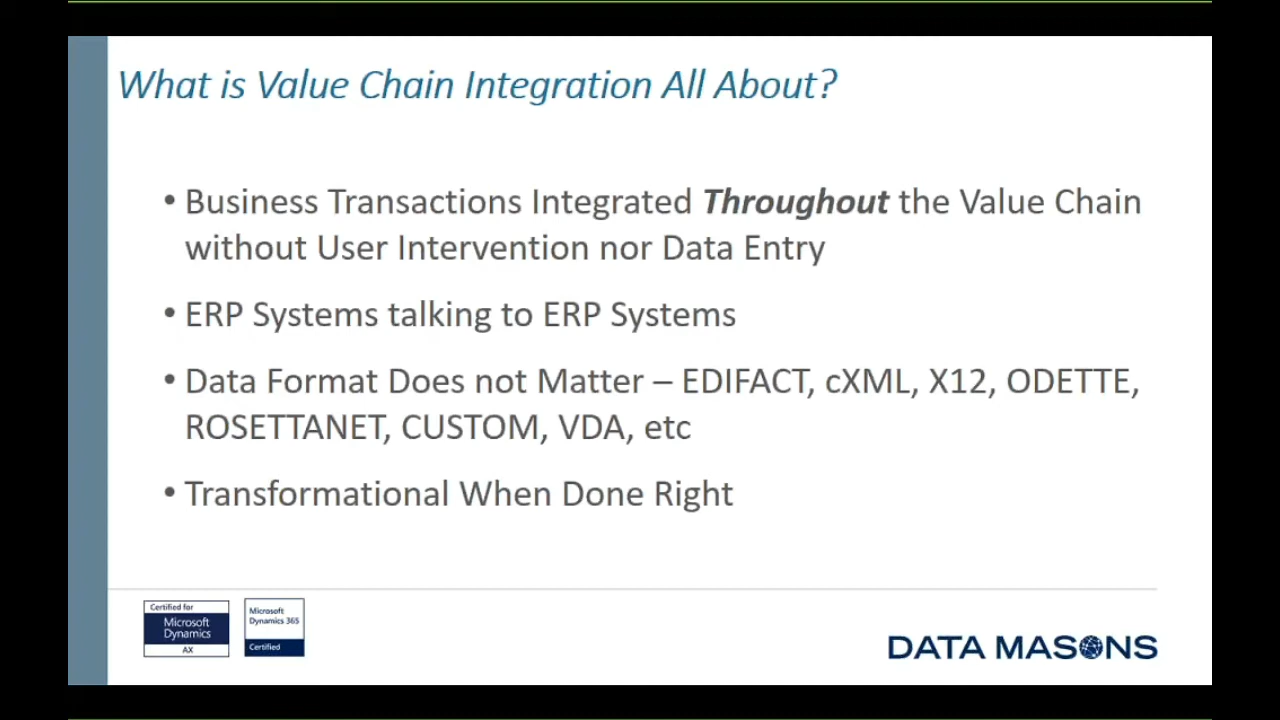 What is Value Chain Integration All About?
• Business Transactions Integrated Throughout the Value Chain
without User Intervention nor Data Entry
• ERP Systems talking to ERP Systems
• Data Format Does not Matter – EDIFACT, cXML, X12, ODETTE,
ROSETTANET, CUSTOM, VDA, etc
• Transformational When Done Right
Certified for
Microsoft
Dynamics
AX
Microsoft
Dynamics 365
Certified
DATA MASONS